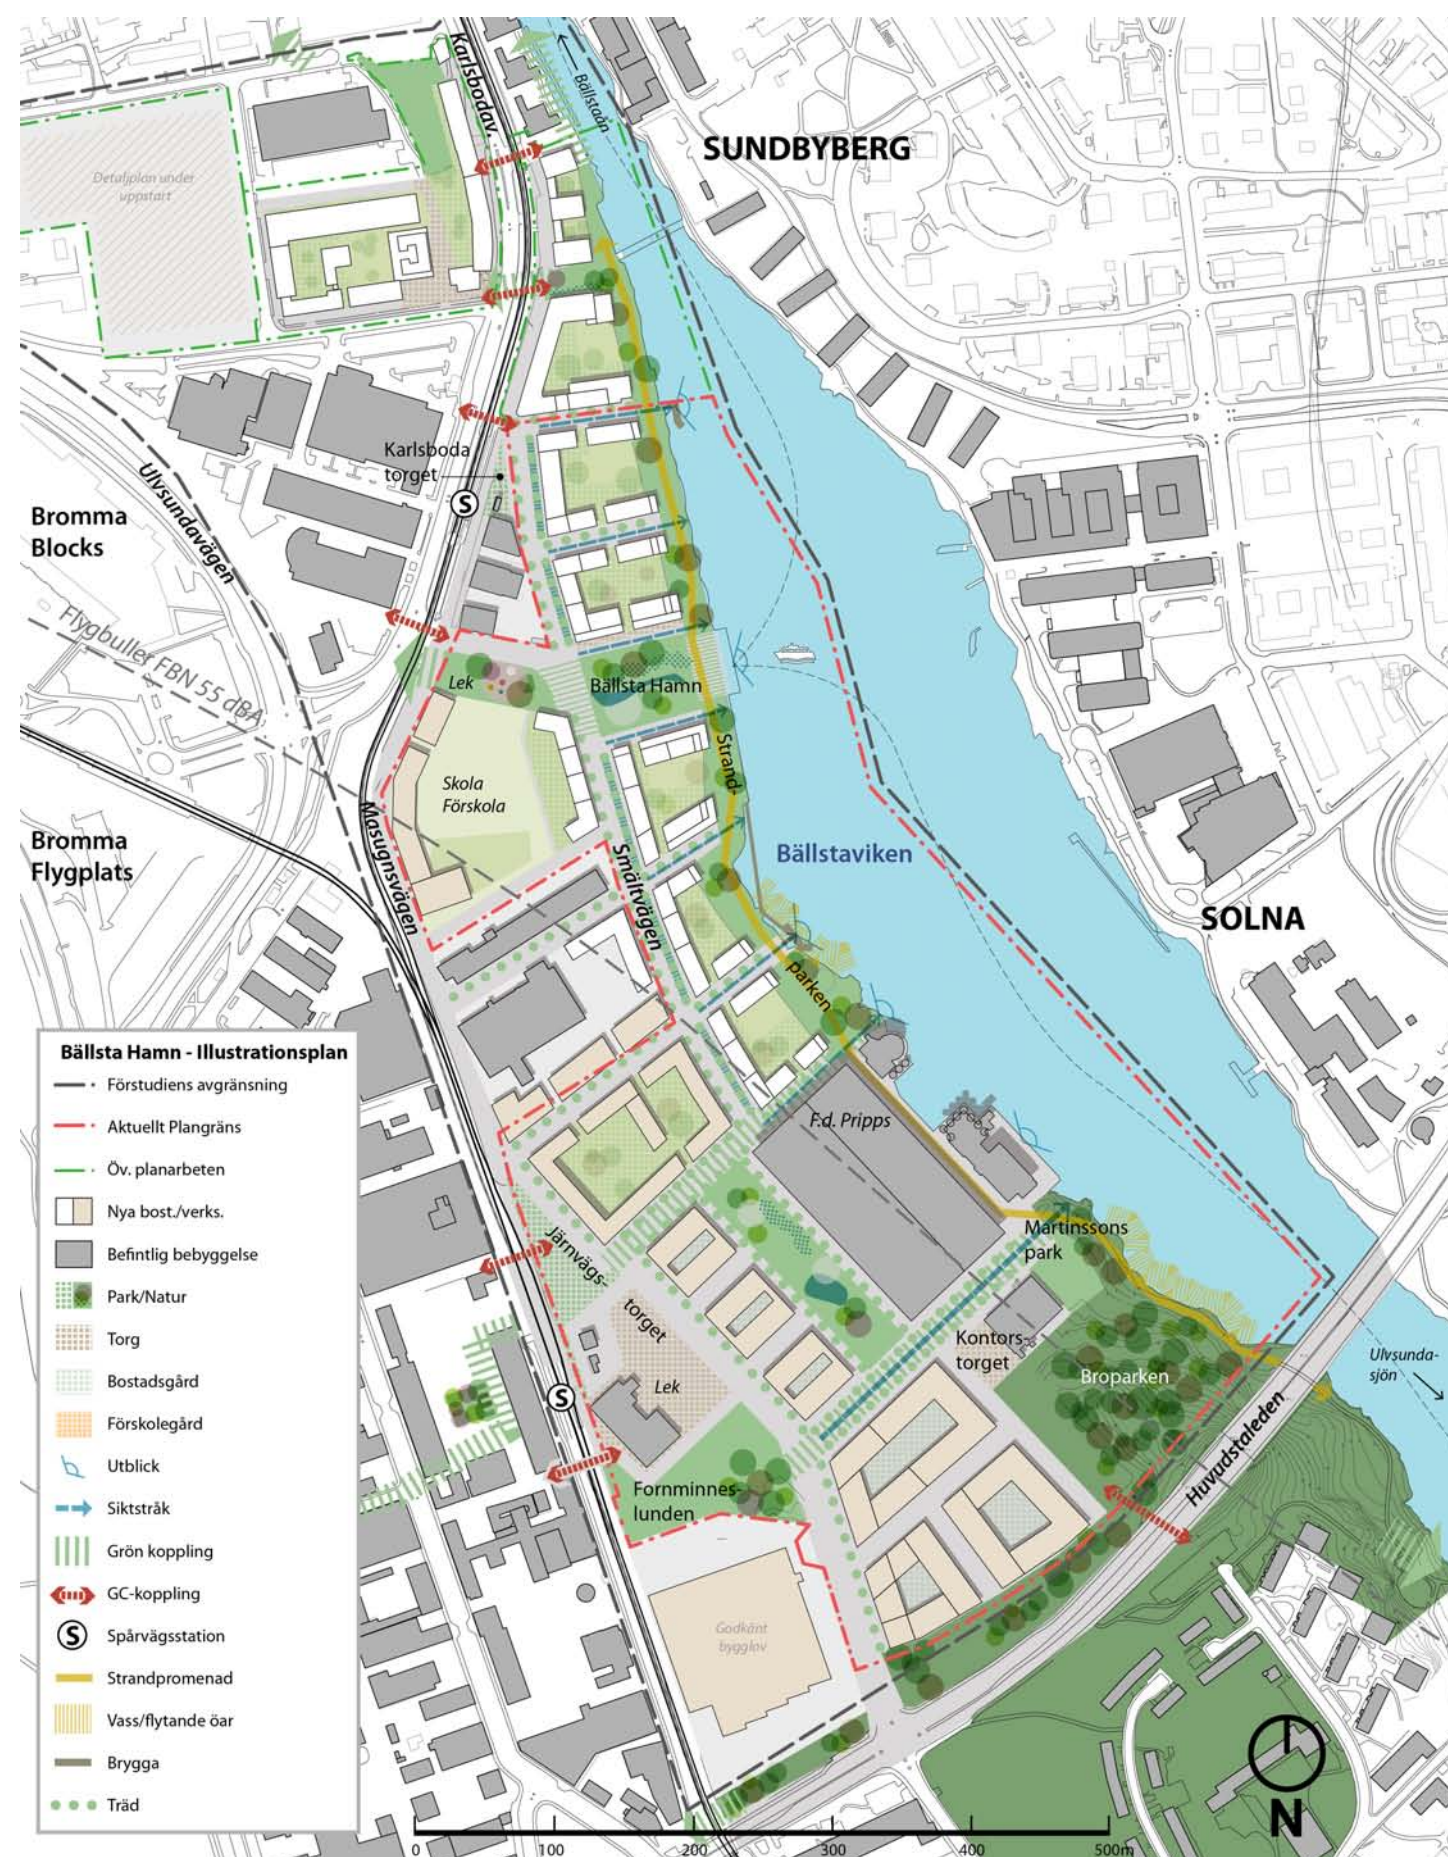 Karlsbodav.
Bällstaån
SUNDBYBERG
Detaljplan under
uppstart
Karlsboda
torget
S
Ulvsundavägen
Bromma
Blocks
Flygbuller FBN 55 dBA
Lek
Bällsta Hamn
Strand-
parken
Skola
Förskola
Masugnsvägen
Smältvägen
Bromma
Flygplats
Bällstaviken
SOLNA
F.d. Pripps
Martinssons
park
Järnvägs-
torget
Lek
S
Kontors-
torget
Broparken
Ulvsunda-
sjön
Huvudstaleden
Fornminnes-
lunden
Godkänt
bygglov
Bällsta Hamn - Illustrationsplan
Förstudiens avgränsning
Aktuellt Plangräns
Öv. planarbeten
Nya bost./verks.
Befintlig bebyggelse
Park/Natur
Torg
Bostadsgård
Förskolegård
Utblick
Siktstråk
Grön koppling
GC-koppling
S Spårvägsstation
Strandpromenad
Vass/flytande öar
Brygga
Träd
0 100 200 300 400 500m
N